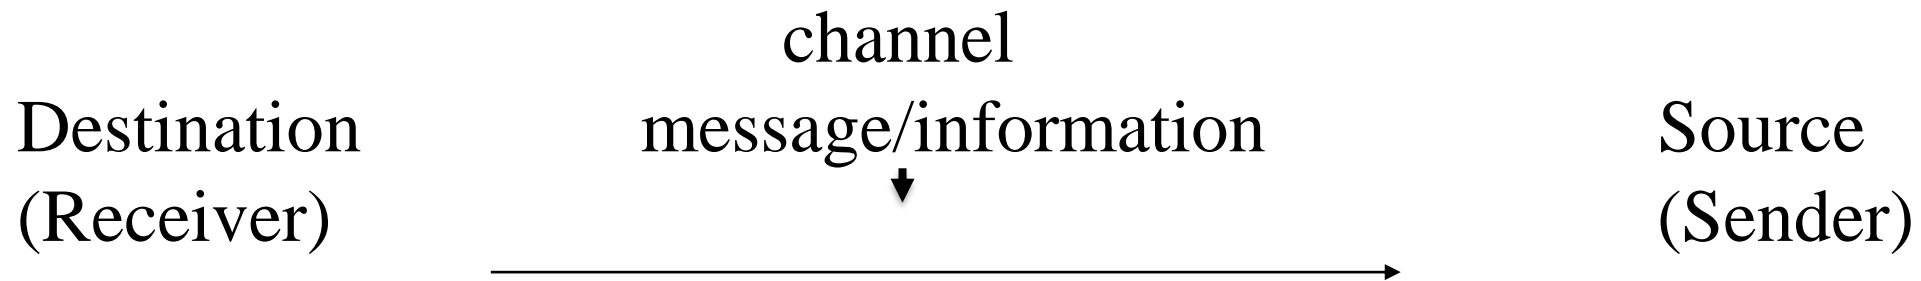 channel
Destination message/information Source
(Receiver) (Sender)